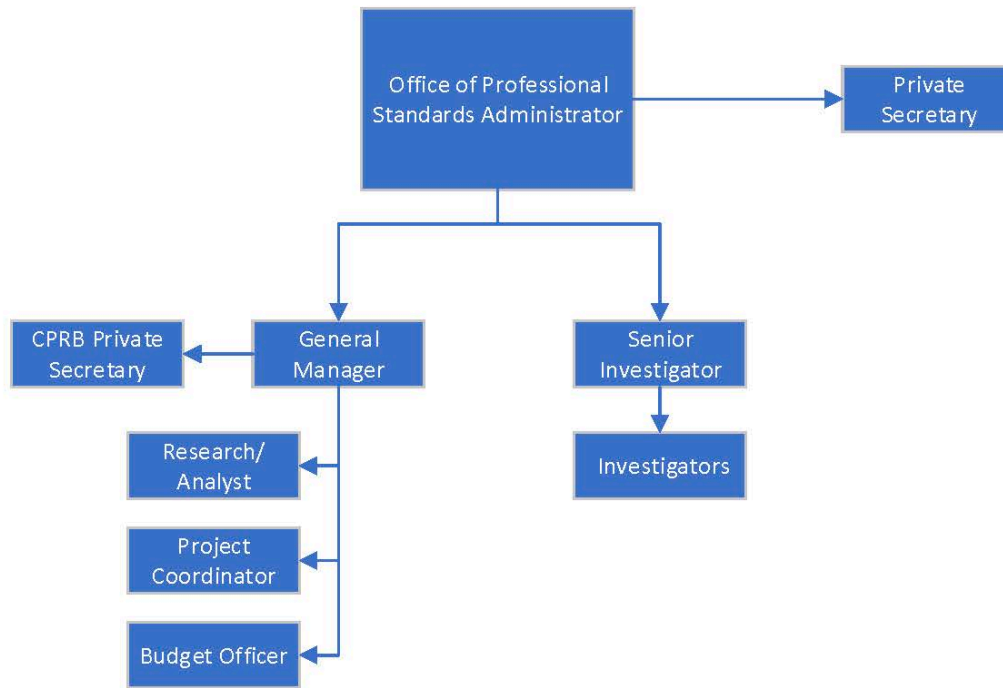 Office of Professional
Standards Administrator
Private
Secretary
CPRB Private
Secretary
General
Manager
Senior
Investigator
Research/
Analyst
Investigators
Project
Coordinator
Budget Officer